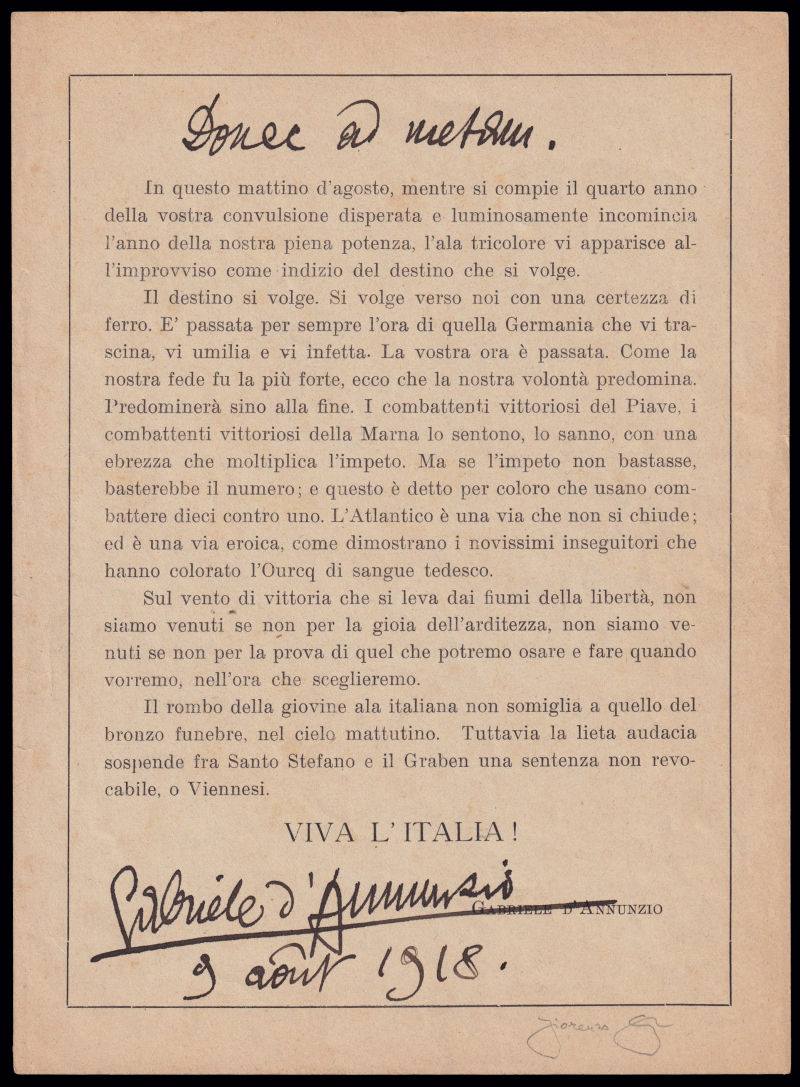 Donec ad metam.
In questo mattino d'agosto, mentre si compie il quarto anno
della vostra convulsione disperata e luminosamente incomincia
l'anno della nostra piena potenza, l'ala tricolore vi apparisce al-
l'improvviso come indizio del destino che si volge.
Il destino si volge. Si volge verso noi con una certezza di
ferro. E' passata per sempre l'ora di quella Germania che vi tra-
scina, vi umilia e vi infetta. La vostra ora è passata. Come la
nostra fede fu la più forte, ecco che la nostra volontà predomina.
Predominerà sino alla fine. I combattenti vittoriosi del Piave, i
combattenti vittoriosi della Marna lo sentono, lo sanno, con una
ebrezza che moltiplica l'impeto. Ma se l'impeto non bastasse,
basterebbe il numero; e questo è detto per coloro che usano com-
battere dieci contro uno. L'Atlantico è una via che non si chiude;
ed è una via eroica, come dimostrano i novissimi inseguitori che
hanno colorato l'Ourcq di sangue tedesco.
Sul vento di vittoria che si leva dai fiumi della libertà, non
siamo venuti se non per la gioia dell'arditezza, non siamo ve-
nuti se non per la prova di quel che potremo osare e fare quando
vorremo, nell'ora che sceglieremo.
Il rombo della giovine ala italiana non somiglia a quello del
bronzo funebre, nel cielo mattutino. Tuttavia la lieta audacia
sospende fra Santo Stefano e il Graben una sentenza non revo-
cabile, o Viennesi.
VIVA L'ITALIA!
Gabriele d'Annunzio
GABRIELE D'ANNUNZIO
9 août 1918.
Fiorenzo